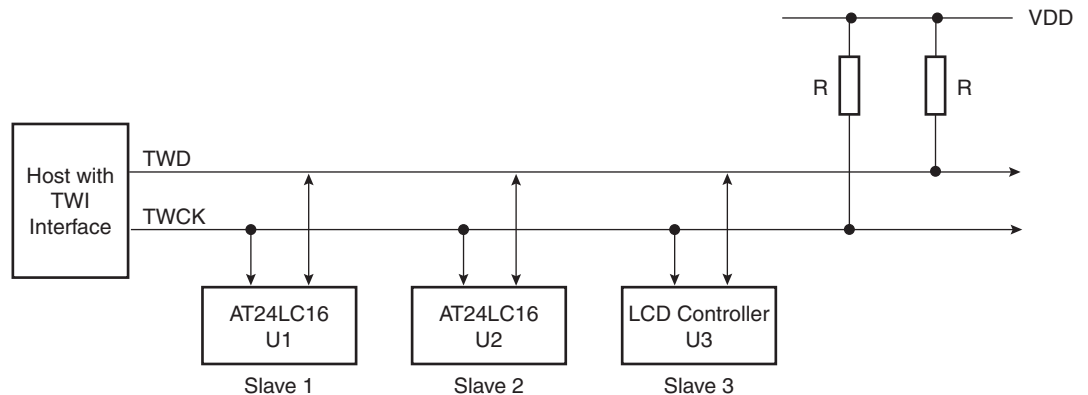 VDD
R
R
Host with
TWI
Interface
TWD
TWCK
AT24LC16
U1
AT24LC16
U2
LCD Controller
U3
Slave 1
Slave 2
Slave 3